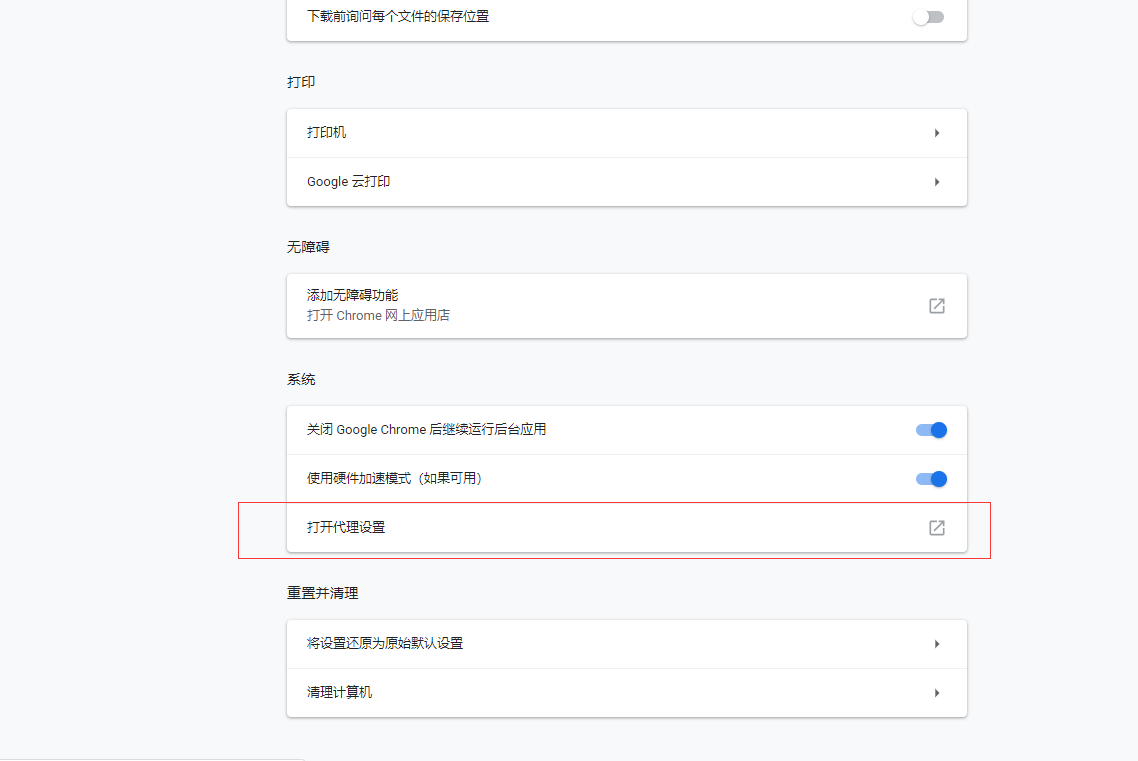 下载前询问每个文件的保存位置
打印
打印机
Google 云打印
无障碍
添加无障碍功能
打开 Chrome 网上应用店
系统
关闭 Google Chrome 后继续运行后台应用
使用硬件加速模式（如果可用）
打开代理设置
重置并清理
将设置还原为原始默认设置
清理计算机